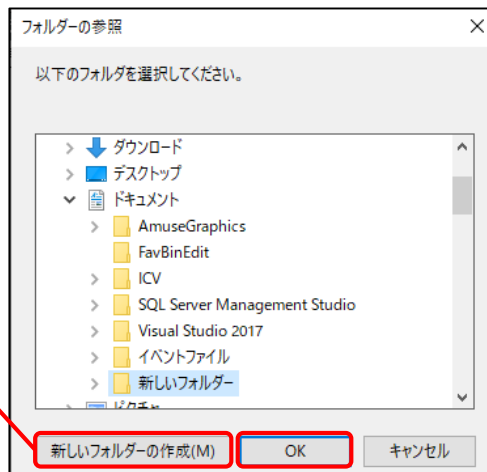 フォルダーの参照
以下のフォルダを選択してください。
ダウンロード
デスクトップ
ドキュメント
AmuseGraphics
FavBinEdit
ICV
SQL Server Management Studio
Visual Studio 2017
イベントファイル
新しいフォルダー
ピクチャ
新しいフォルダーの作成(M)
OK
キャンセル